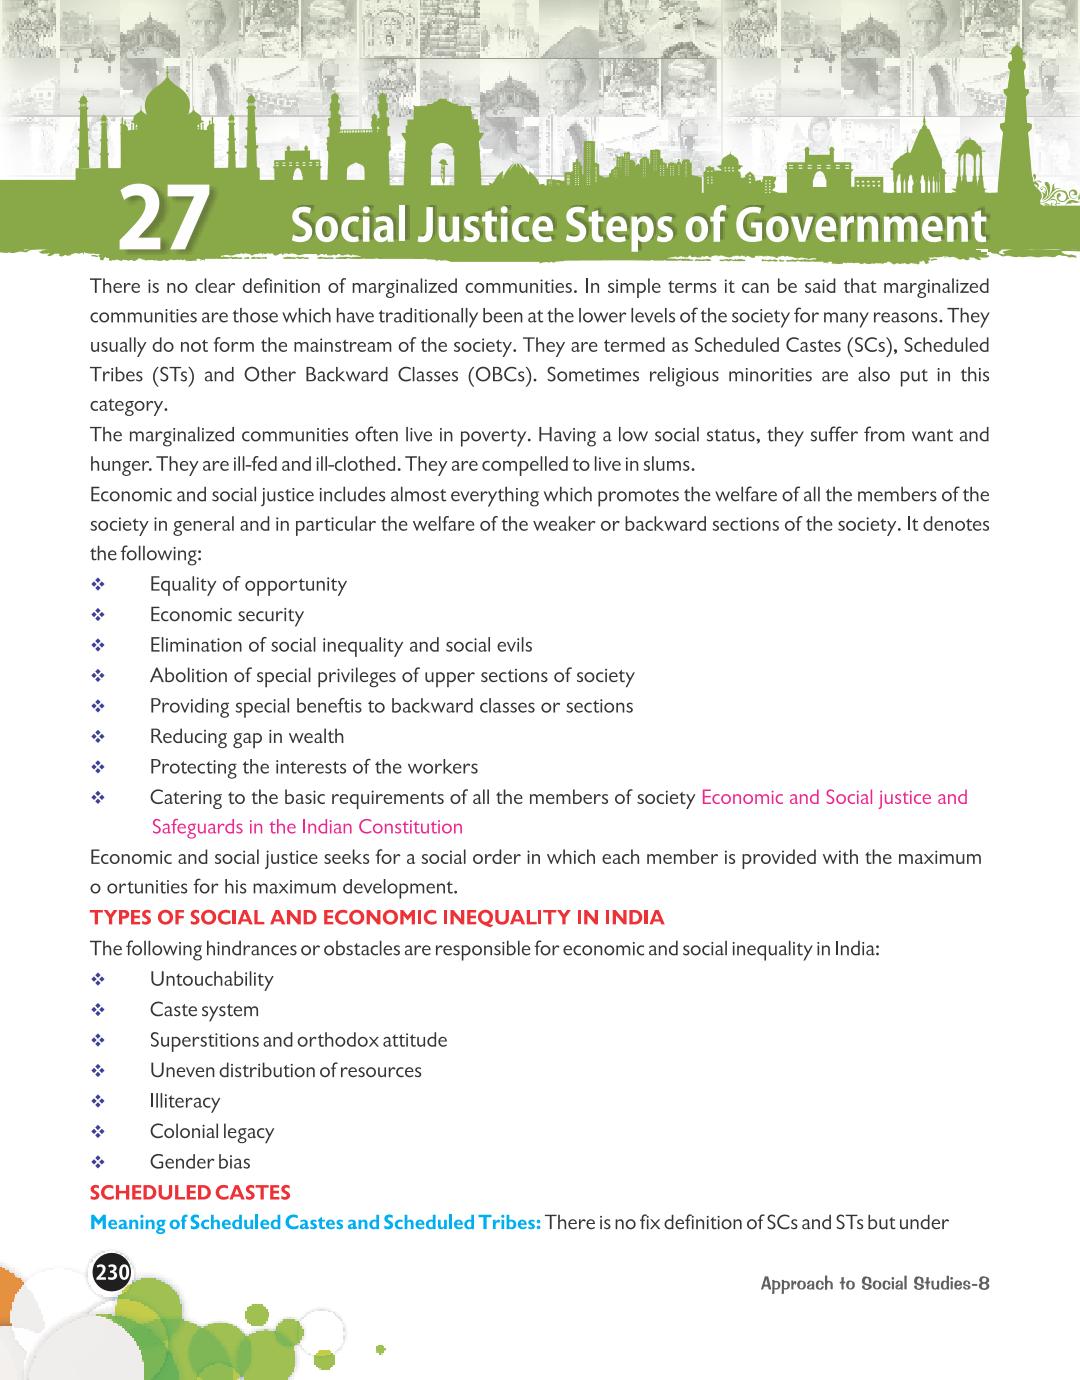 27
Social Justice Steps of Government
There is no clear definition of marginalized communities. In simple terms it can be said that marginalized
communities are those which have traditionally been at the lower levels of the society for many reasons. They
usually do not form the mainstream of the society. They are termed as Scheduled Castes (SCs), Scheduled
Tribes (STs) and Other Backward Classes (OBCs). Sometimes religious minorities are also put in this
category.
The marginalized communities often live in poverty. Having a low social status, they suffer from want and
hunger. They are ill-fed and ill-clothed. They are compelled to live in slums.
Economic and social justice includes almost everything which promotes the welfare of all the members of the
society in general and in particular the welfare of the weaker or backward sections of the society. It denotes
the following:
❖ Equality of opportunity
❖ Economic security
❖ Elimination of social inequality and social evils
❖ Abolition of special privileges of upper sections of society
❖ Providing special beneftis to backward classes or sections
❖ Reducing gap in wealth
❖ Protecting the interests of the workers
❖ Catering to the basic requirements of all the members of society Economic and Social justice and
Safeguards in the Indian Constitution
Economic and social justice seeks for a social order in which each member is provided with the maximum
o ortunities for his maximum development.
TYPES OF SOCIAL AND ECONOMIC INEQUALITY IN INDIA
The following hindrances or obstacles are responsible for economic and social inequality in India:
❖ Untouchability
❖ Caste system
❖ Superstitions and orthodox attitude
❖ Uneven distribution of resources
❖ Illiteracy
❖ Colonial legacy
❖ Gender bias
SCHEDULED CASTES
Meaning of Scheduled Castes and Scheduled Tribes: There is no fix definition of SCs and STs but under
230
Approach to Social Studies-8